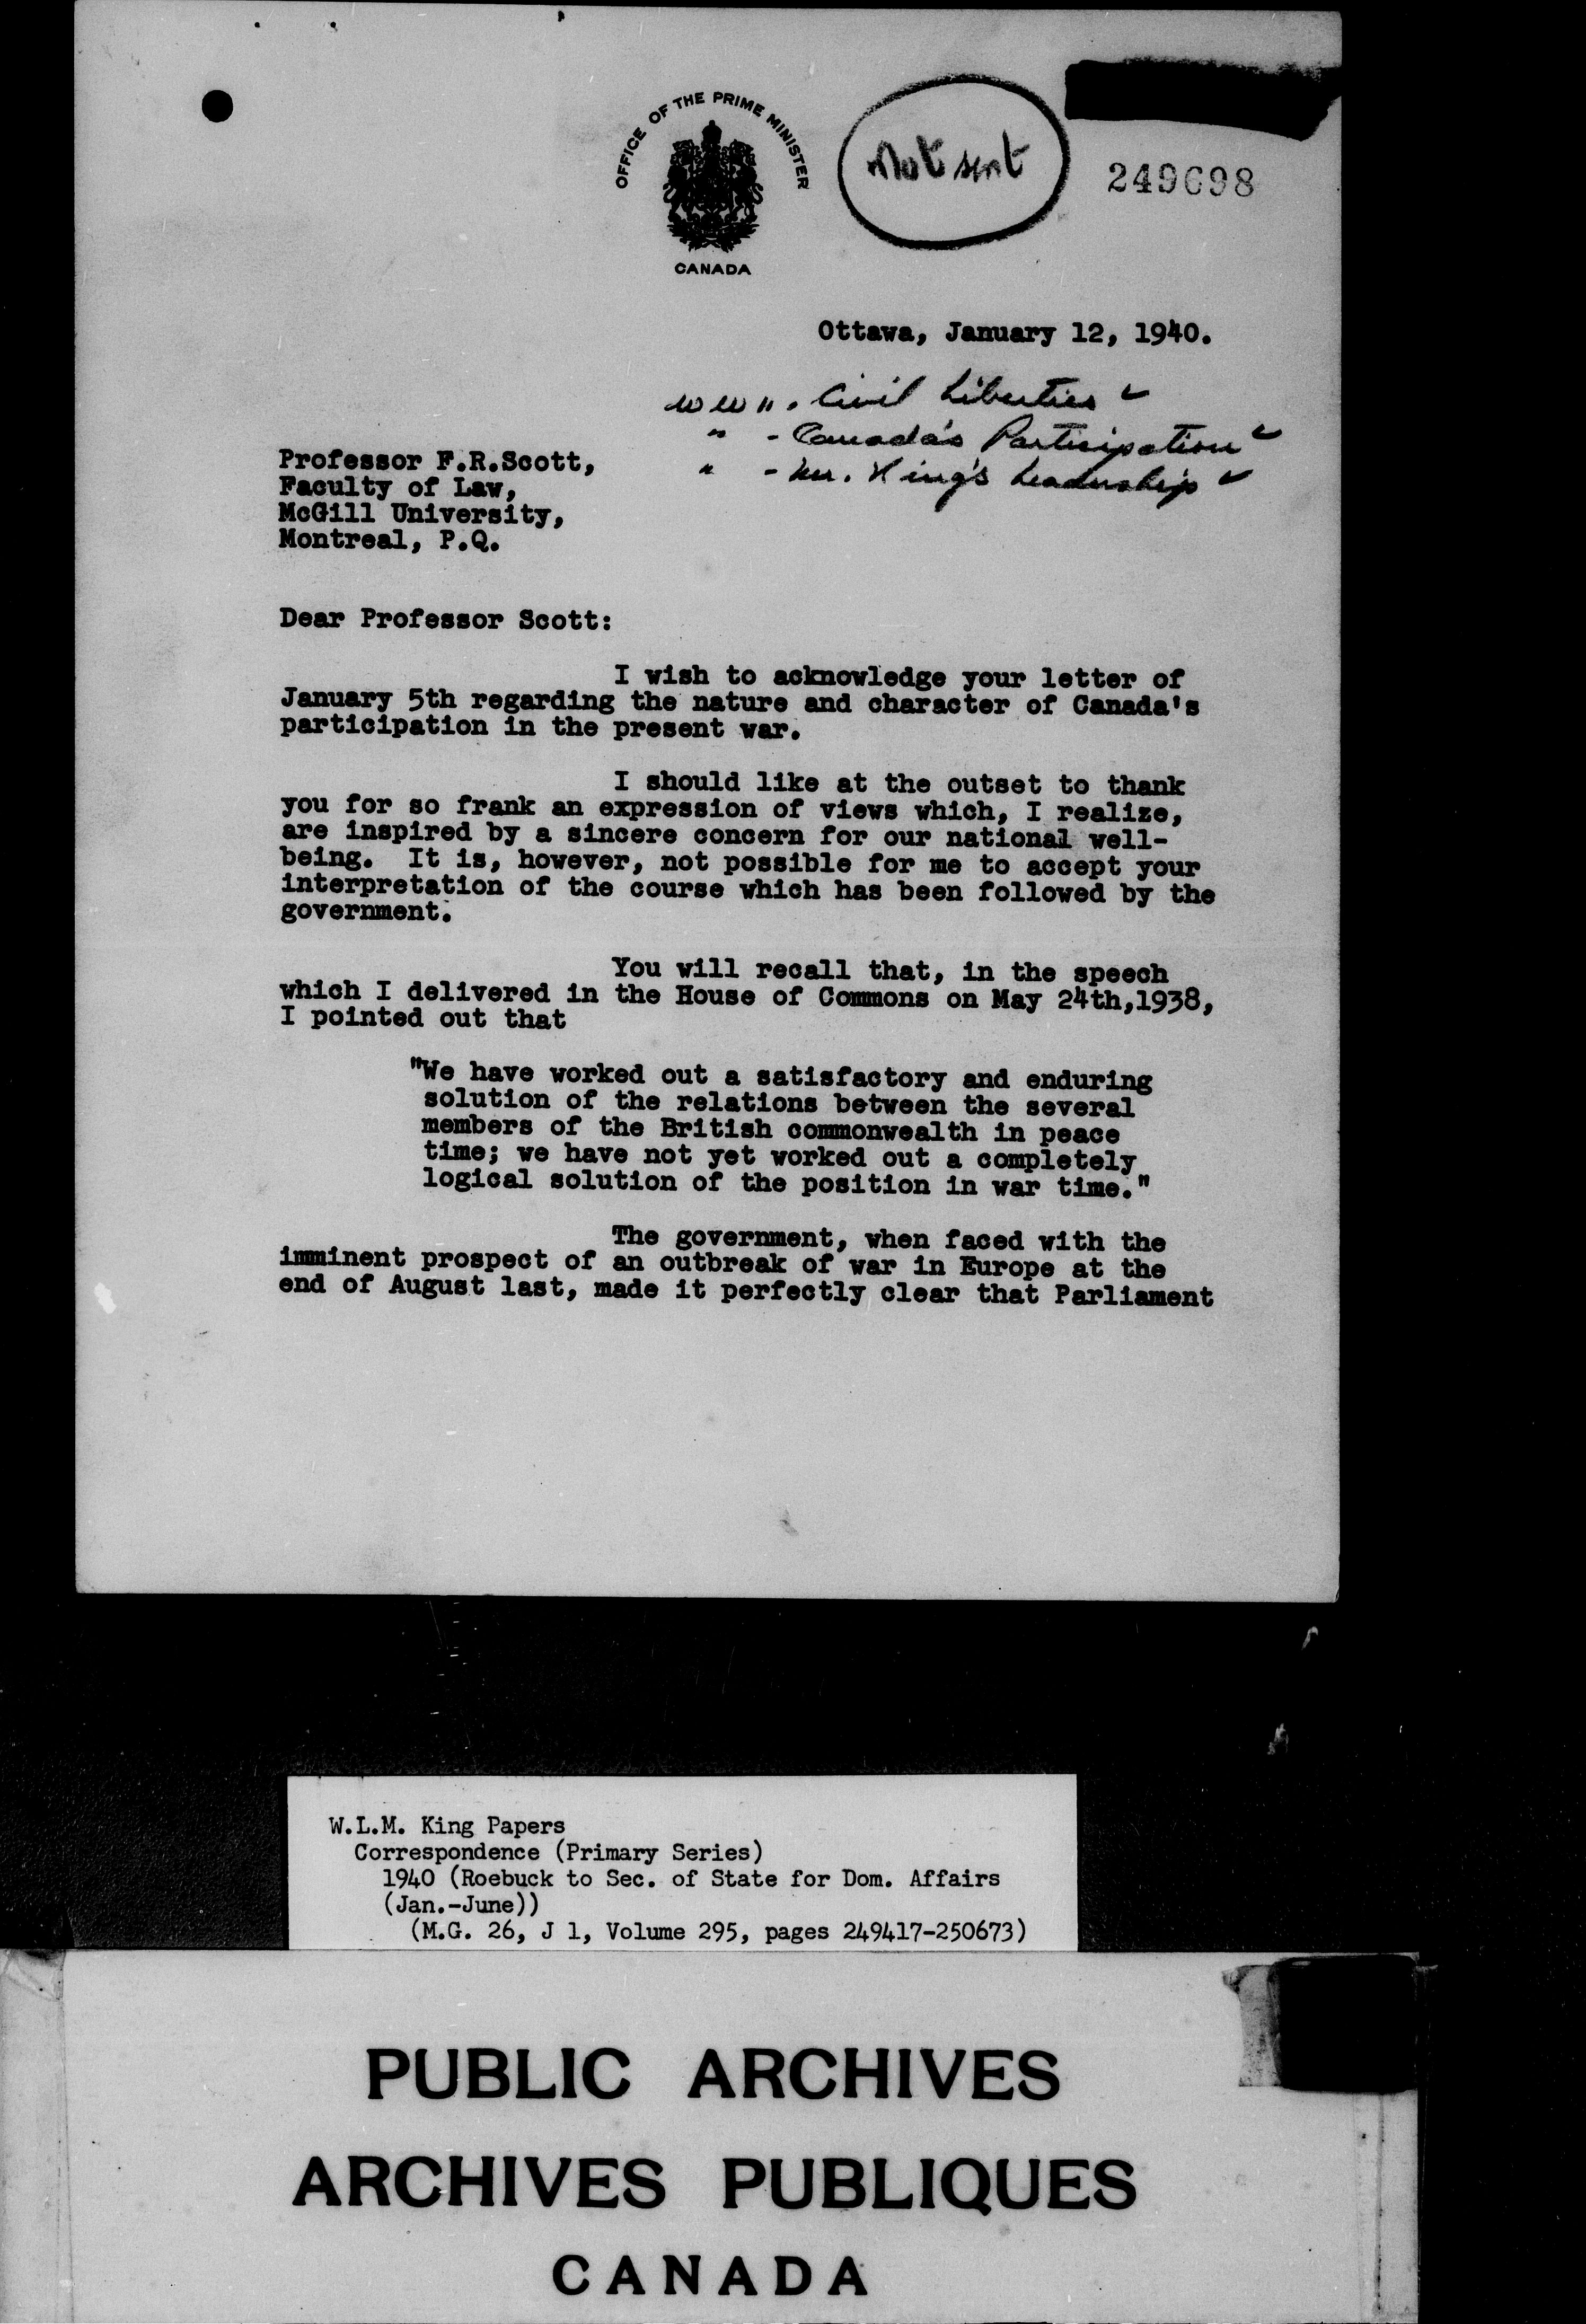 OFFICE OF THE PRIME MINISTER
CANADA
Not sent
249698
Ottawa, January 12, 1940.
WW II. Civil Liberties ✓
" - Canada's Participation ✓
" - Mr. King's Leadership ✓
Professor F.R.Scott,
Faculty of Law,
McGill University,
Montreal, P.Q.
Dear Professor Scott:
I wish to acknowledge your letter of
January 5th regarding the nature and character of Canada's
participation in the present war.
I should like at the outset to thank
you for so frank an expression of views which, I realize,
are inspired by a sincere concern for our national well-
being. It is, however, not possible for me to accept your
interpretation of the course which has been followed by the
government.
You will recall that, in the speech
which I delivered in the House of Commons on May 24th,1938,
I pointed out that
"We have worked out a satisfactory and enduring
solution of the relations between the several
members of the British commonwealth in peace
time; we have not yet worked out a completely
logical solution of the position in war time."
The government, when faced with the
imminent prospect of an outbreak of war in Europe at the
end of August last, made it perfectly clear that Parliament
W.L.M. King Papers
Correspondence (Primary Series)
1940 (Roebuck to Sec. of State for Dom. Affairs
(Jan.-June))
(M.G. 26, J 1, Volume 295, pages 249417-250673)
PUBLIC ARCHIVES
ARCHIVES PUBLIQUES
CANADA